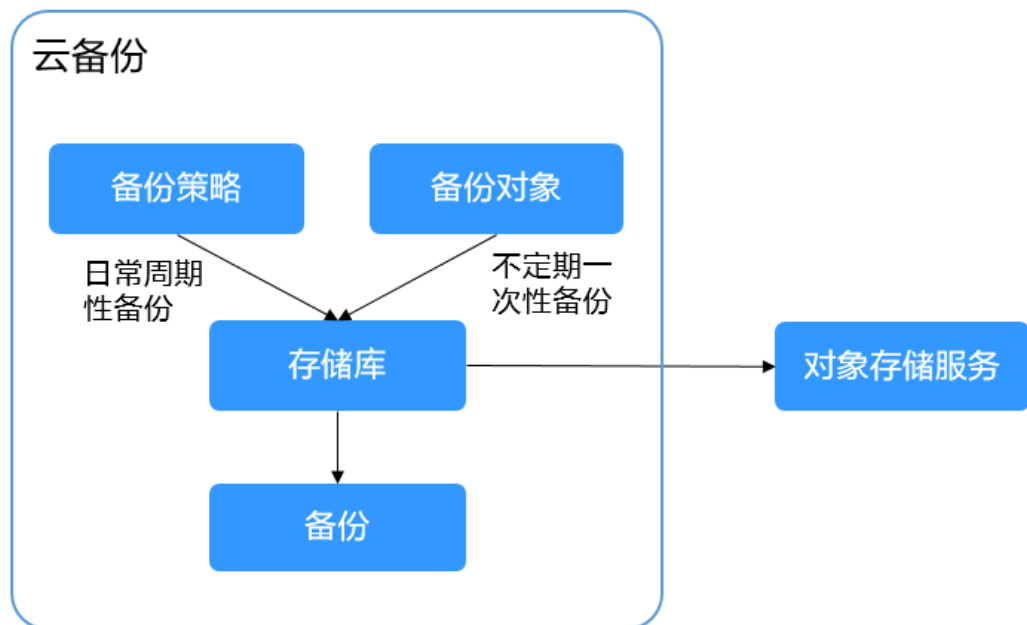 云备份
备份策略
备份对象
日常周期
性备份
不定期一
次性备份
存储库
对象存储服务
备份